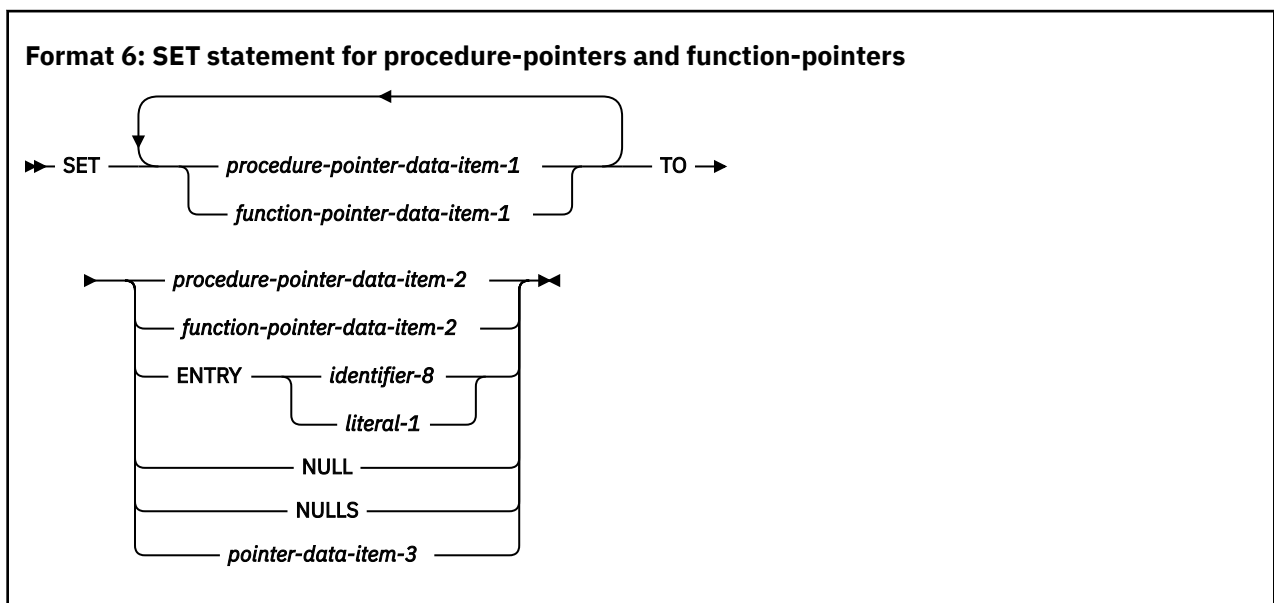 Format 6: SET statement for procedure-pointers and function-pointers
SET procedure-pointer-data-item-1 TO
function-pointer-data-item-1
procedure-pointer-data-item-2
function-pointer-data-item-2
ENTRY identifier-8
literal-1
NULL
NULLS
pointer-data-item-3